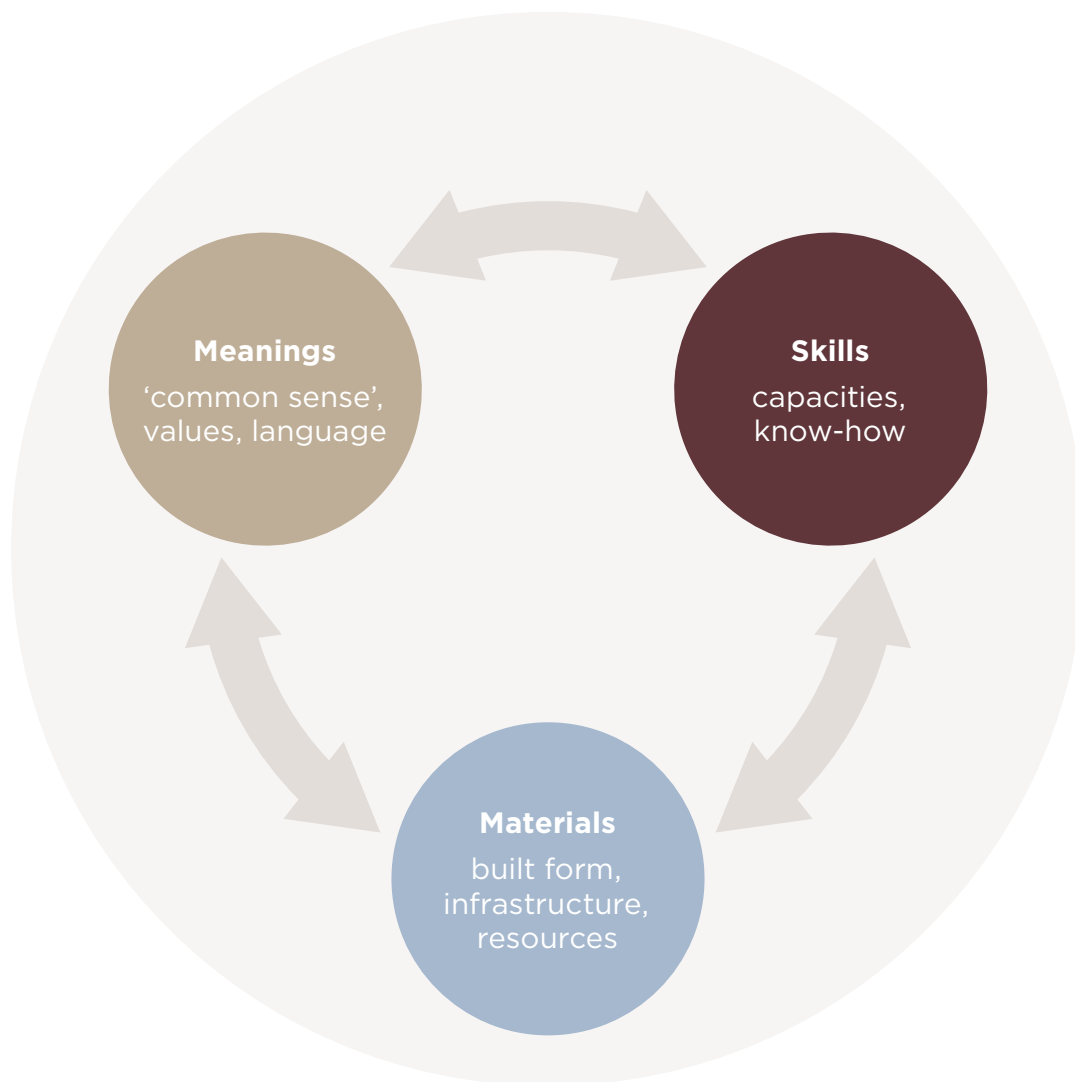 Meanings
‘common sense’,
values, language
Skills
capacities,
know-how
Materials
built form,
infrastructure,
resources